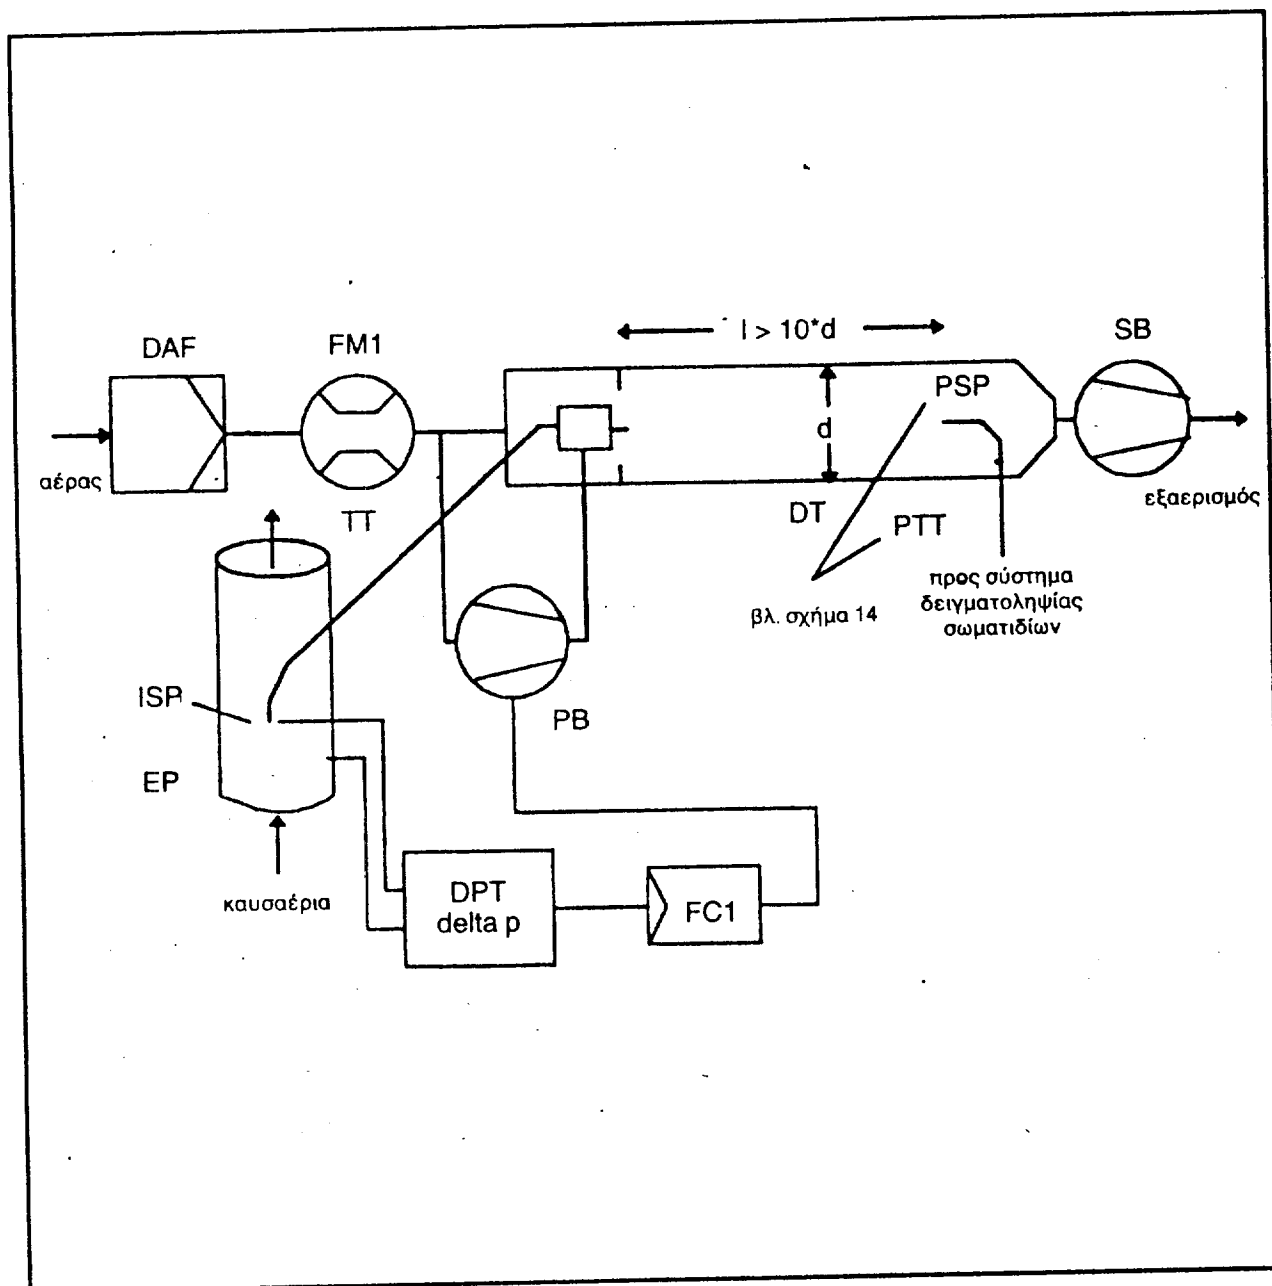 l > 10*d
SB
DAF
FM1
PSP
d
αέρας
εξαερισμός
TT
DT
PTT
προς σύστημα
δειγματοληψίας
σωματιδίων
βλ. σχήμα 14
ISP
PB
EP
DPT
delta p
FC1
καυσαέρια